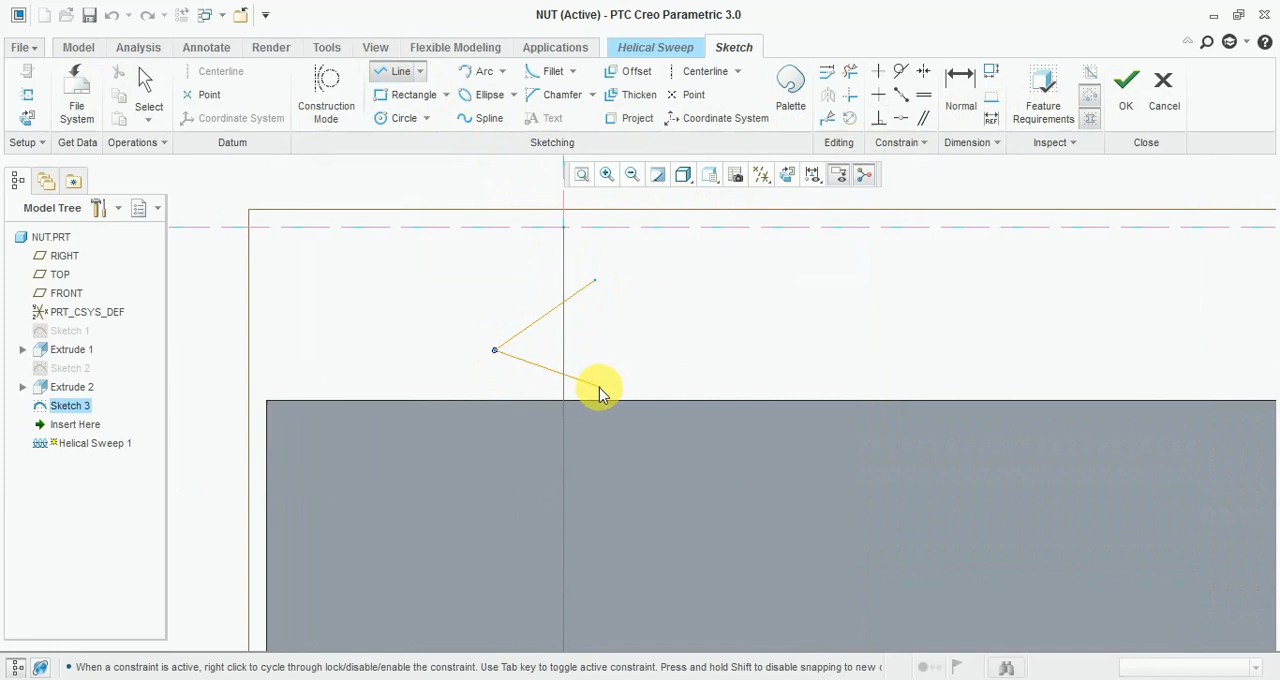 NUT (Active) - PTC Creo Parametric 3.0
File Model Analysis Annotate Render Tools View Flexible Modeling Applications Helical Sweep Sketch
File System
Select
Centerline
Point
Coordinate System
Construction Mode
Line Arc Fillet Offset Centerline
Rectangle Ellipse Chamfer Thicken Point
Circle Spline Text Project Coordinate System
Palette
Normal
REF
Feature Requirements
OK Cancel
Setup Get Data Operations Datum Sketching Editing Constrain Dimension Inspect Close
Model Tree
NUT.PRT
RIGHT
TOP
FRONT
PRT_CSYS_DEF
Sketch 1
Extrude 1
Sketch 2
Extrude 2
Sketch 3
Insert Here
Helical Sweep 1
• When a constraint is active, right click to cycle through lock/disable/enable the constraint. Use Tab key to toggle active constraint. Press and hold Shift to disable snapping to new c